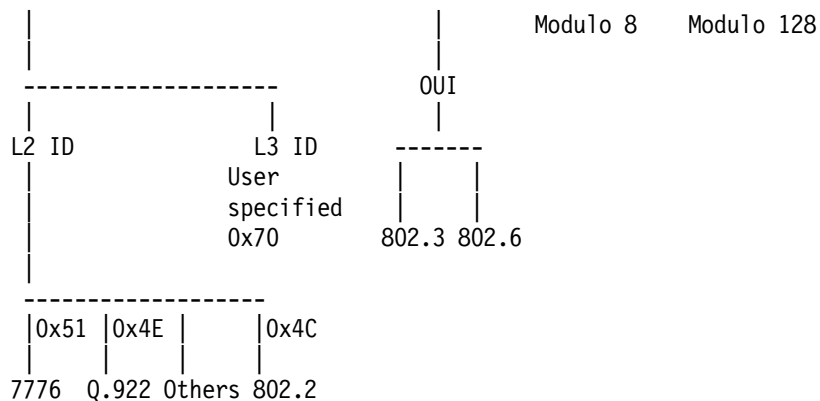 |                                |       Modulo 8    Modulo 128
|                                |
--------------------            OUI
|                  |             |
L2 ID            L3 ID        -------
|              User           |     |
|              specified      |     |
|              0x70         802.3 802.6
|
-------------------
|0x51 |0x4E |     |0x4C
|     |     |     |
7776  Q.922 Others 802.2